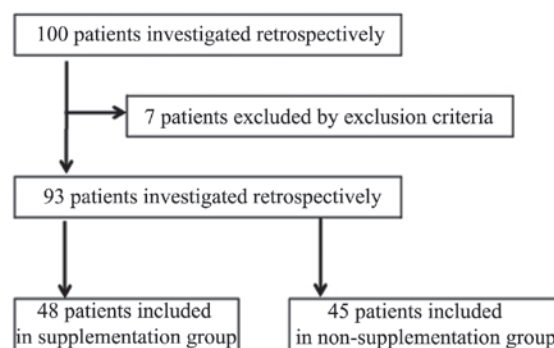 100 patients investigated retrospectively
7 patients excluded by exclusion criteria
93 patients investigated retrospectively
48 patients included
in supplementation group
45 patients included
in non-supplementation group